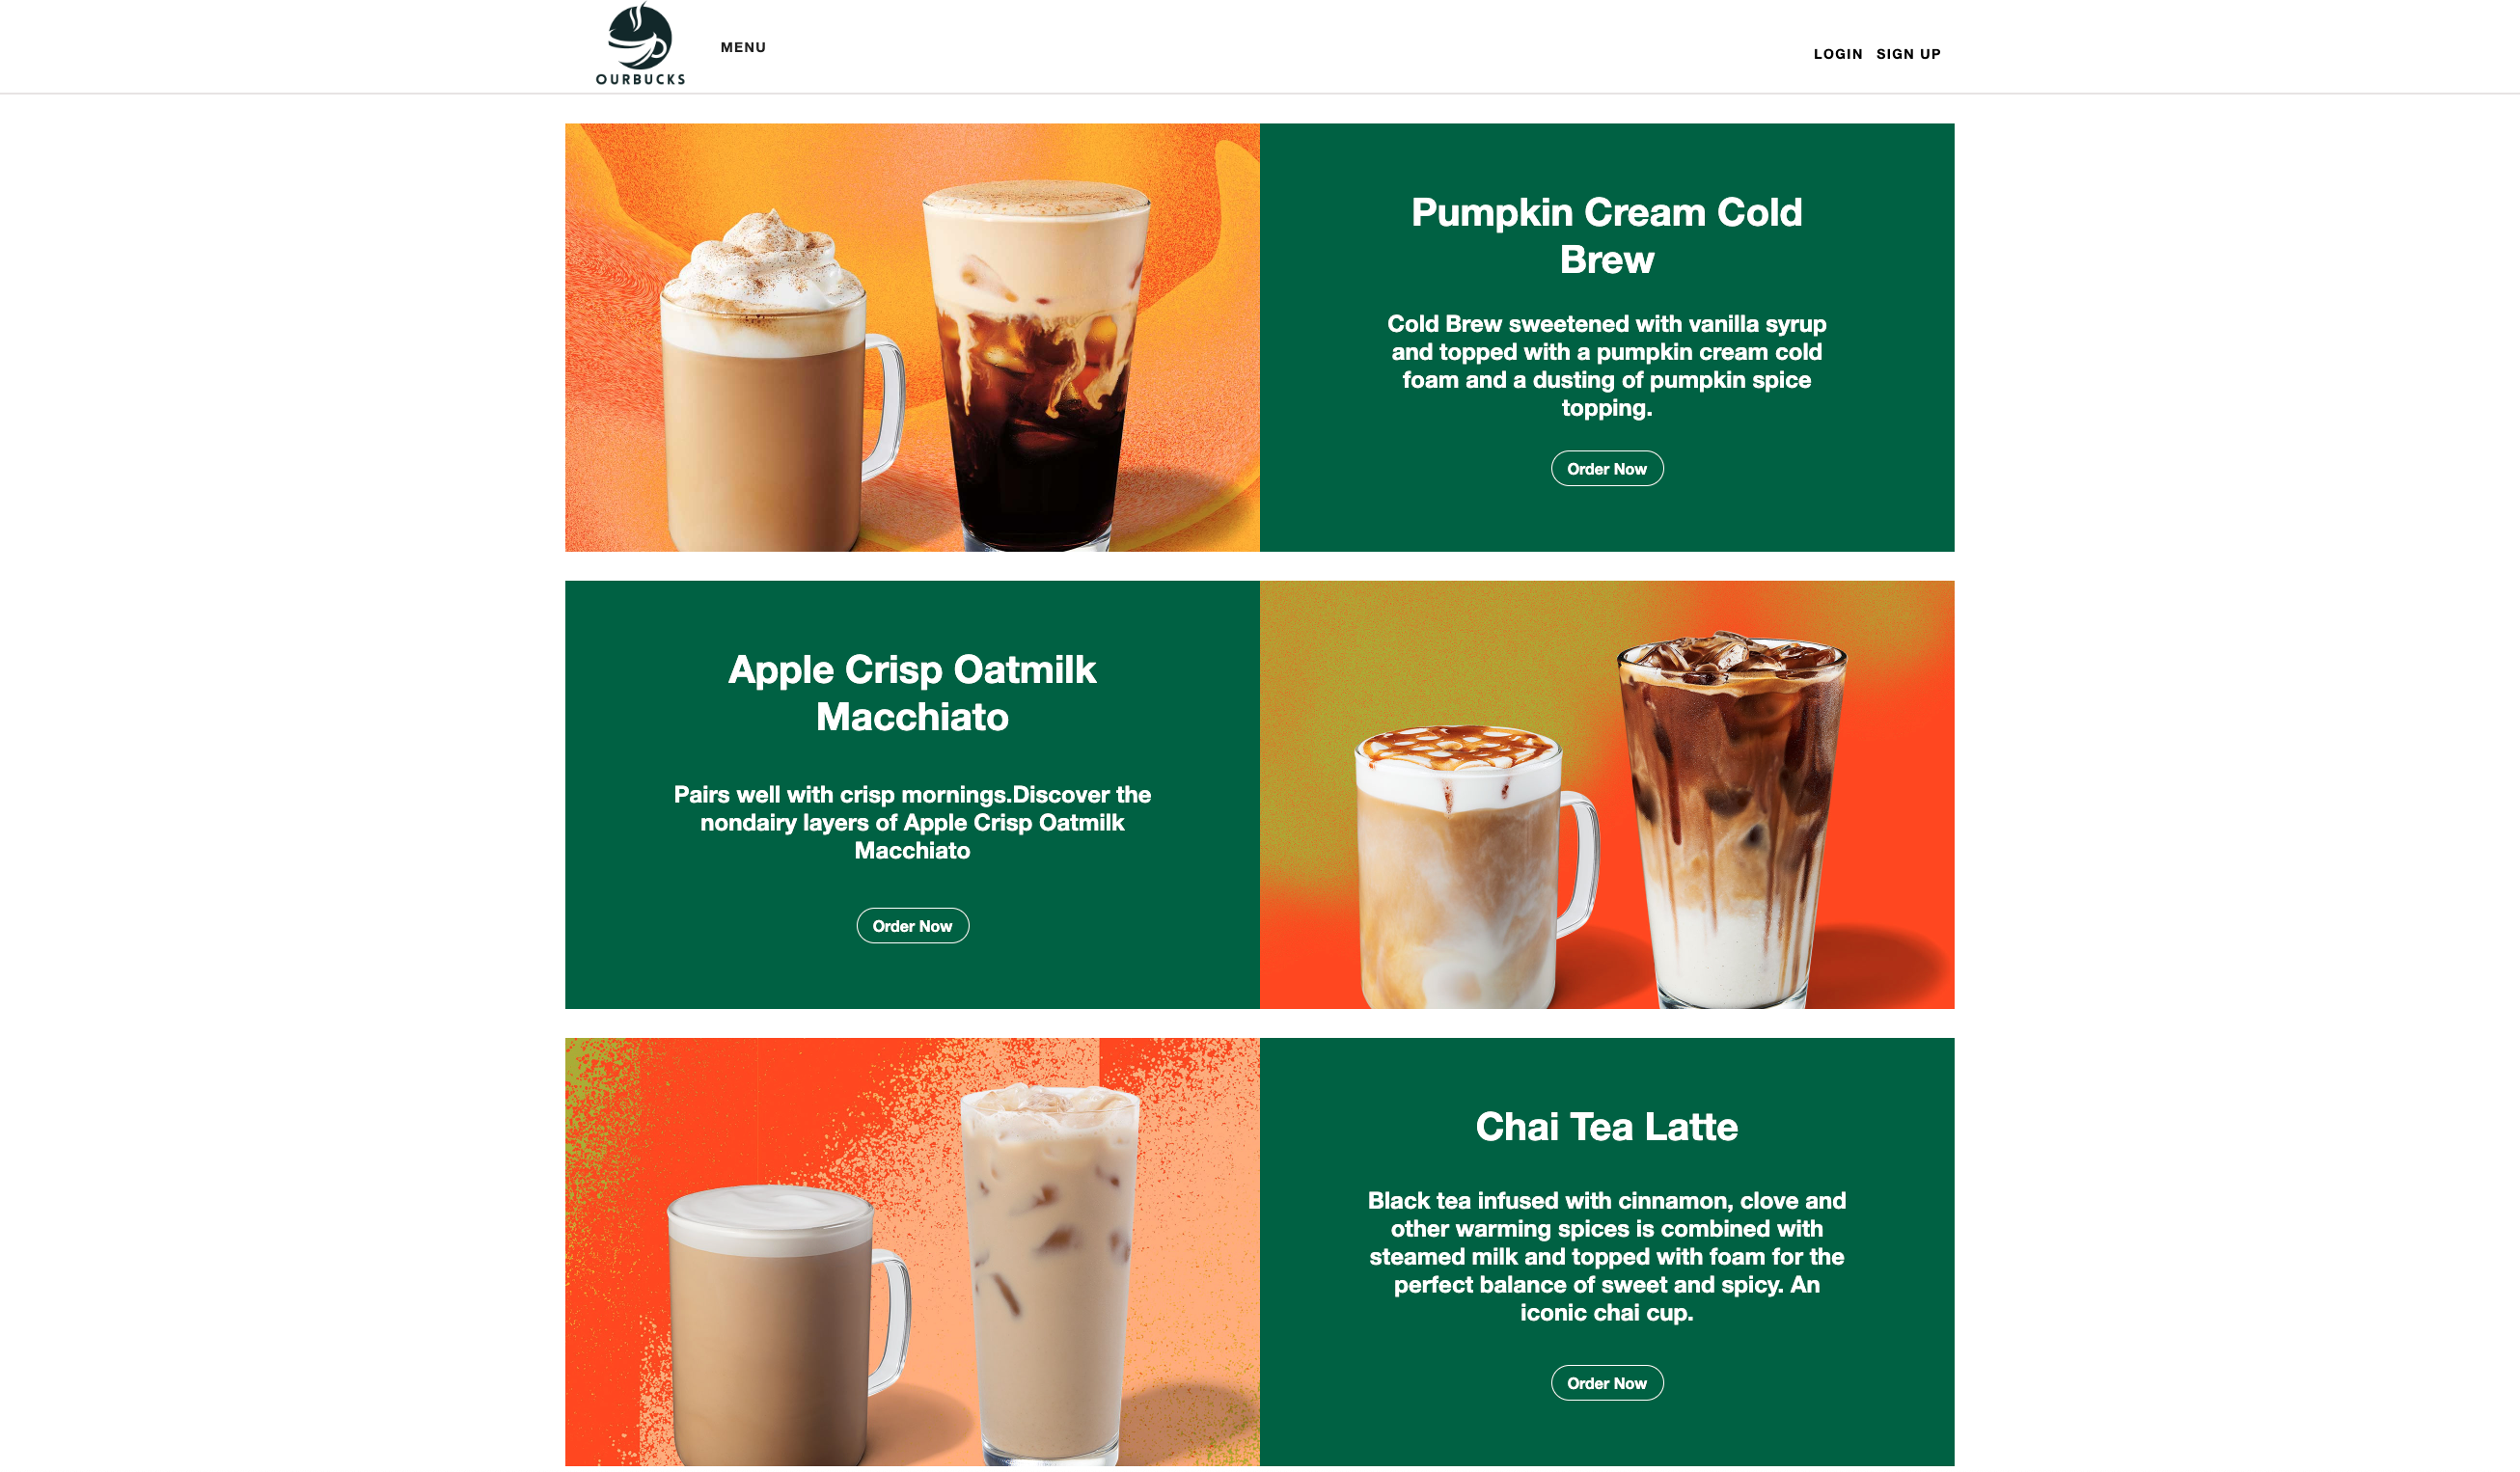 OURBUCKS
MENU
LOGIN SIGN UP
Pumpkin Cream Cold
Brew
Cold Brew sweetened with vanilla syrup
and topped with a pumpkin cream cold
foam and a dusting of pumpkin spice
topping.
Order Now
Apple Crisp Oatmilk
Macchiato
Pairs well with crisp mornings.Discover the
nondairy layers of Apple Crisp Oatmilk
Macchiato
Order Now
Chai Tea Latte
Black tea infused with cinnamon, clove and
other warming spices is combined with
steamed milk and topped with foam for the
perfect balance of sweet and spicy. An
iconic chai cup.
Order Now